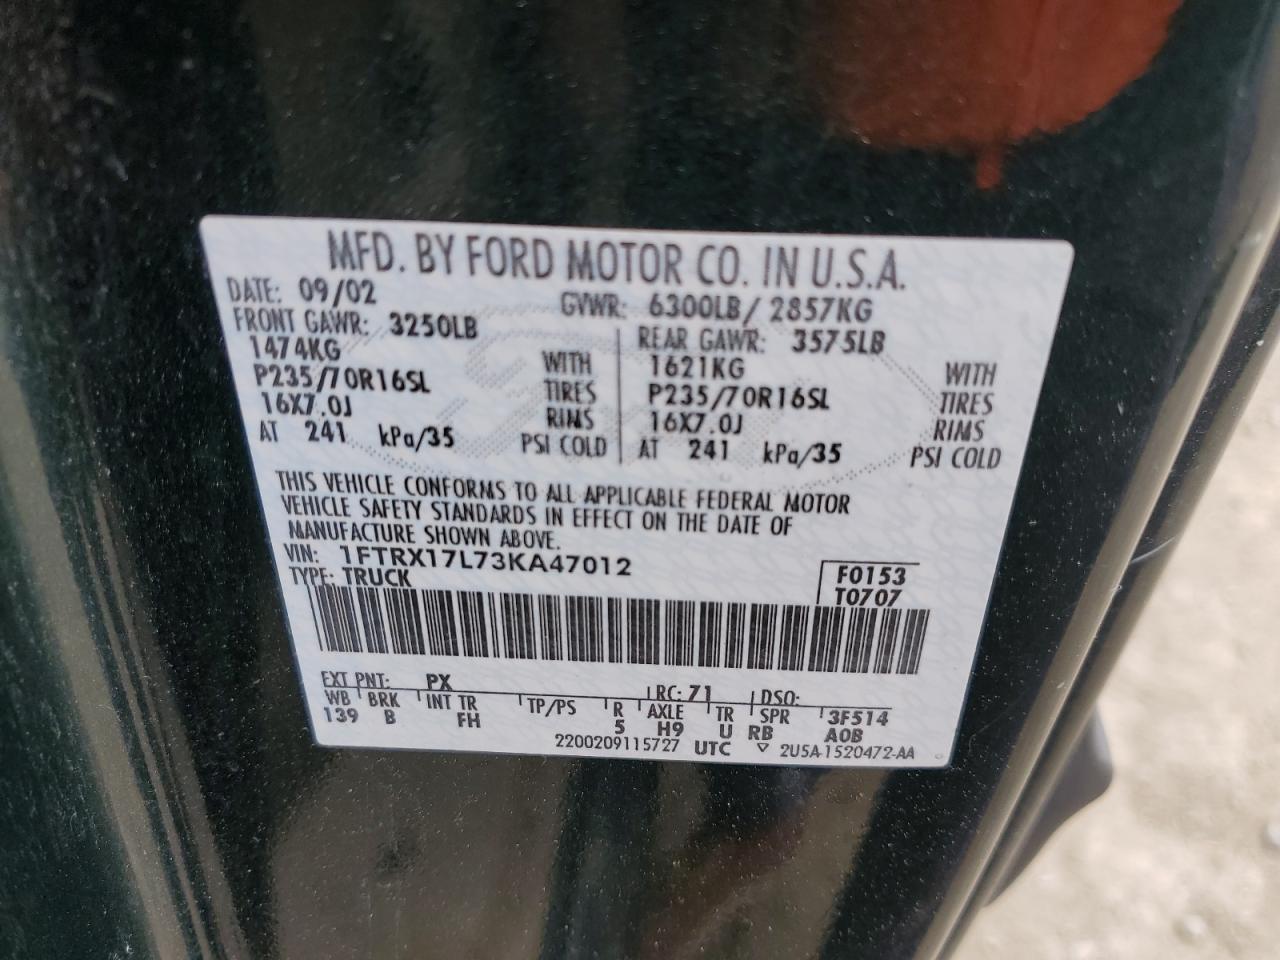 MFD. BY FORD MOTOR CO. IN U.S.A.
DATE: 09/02 GVWR: 6300LB/ 2857KG
FRONT GAWR: 3250LB REAR GAWR: 3575LB
1474KG WITH 1621KG WITH
P235/70R16SL TIRES P235/70R16SL TIRES
16X7.0J RIMS 16X7.0J RIMS
AT 241 kPa/35 PSI COLD AT 241 kPa/35 PSI COLD
THIS VEHICLE CONFORMS TO ALL APPLICABLE FEDERAL MOTOR
VEHICLE SAFETY STANDARDS IN EFFECT ON THE DATE OF
MANUFACTURE SHOWN ABOVE.
VIN: 1FTRX17L73KA47012 F0153
TYPE: TRUCK T0707
EXT PNT: PX RC: 71 DSO:
WB BRK INT TR TP/PS R AXLE TR SPR 3F514
139 B FH 5 H9 U RB A0B
2200209115727 UTC ▽ 2U5A-1520472-AA